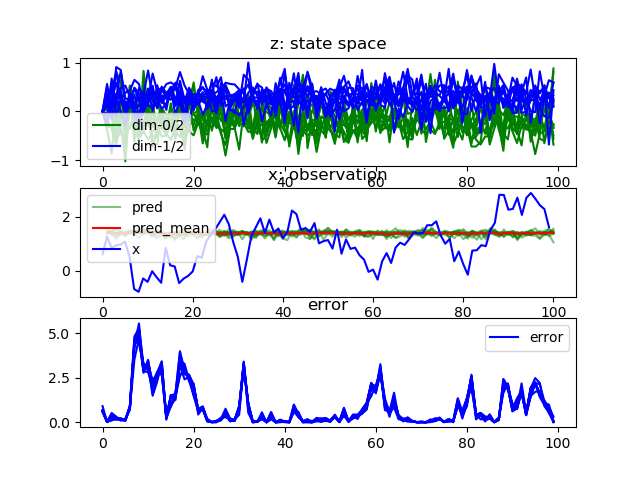 z: state space
1
0
−1
dim-0/2
dim-1/2
0 20 40 60 80 100
x: observation
2
0
pred
pred_mean
x
0 20 40 60 80 100
error
5.0
2.5
0.0
error
0 20 40 60 80 100